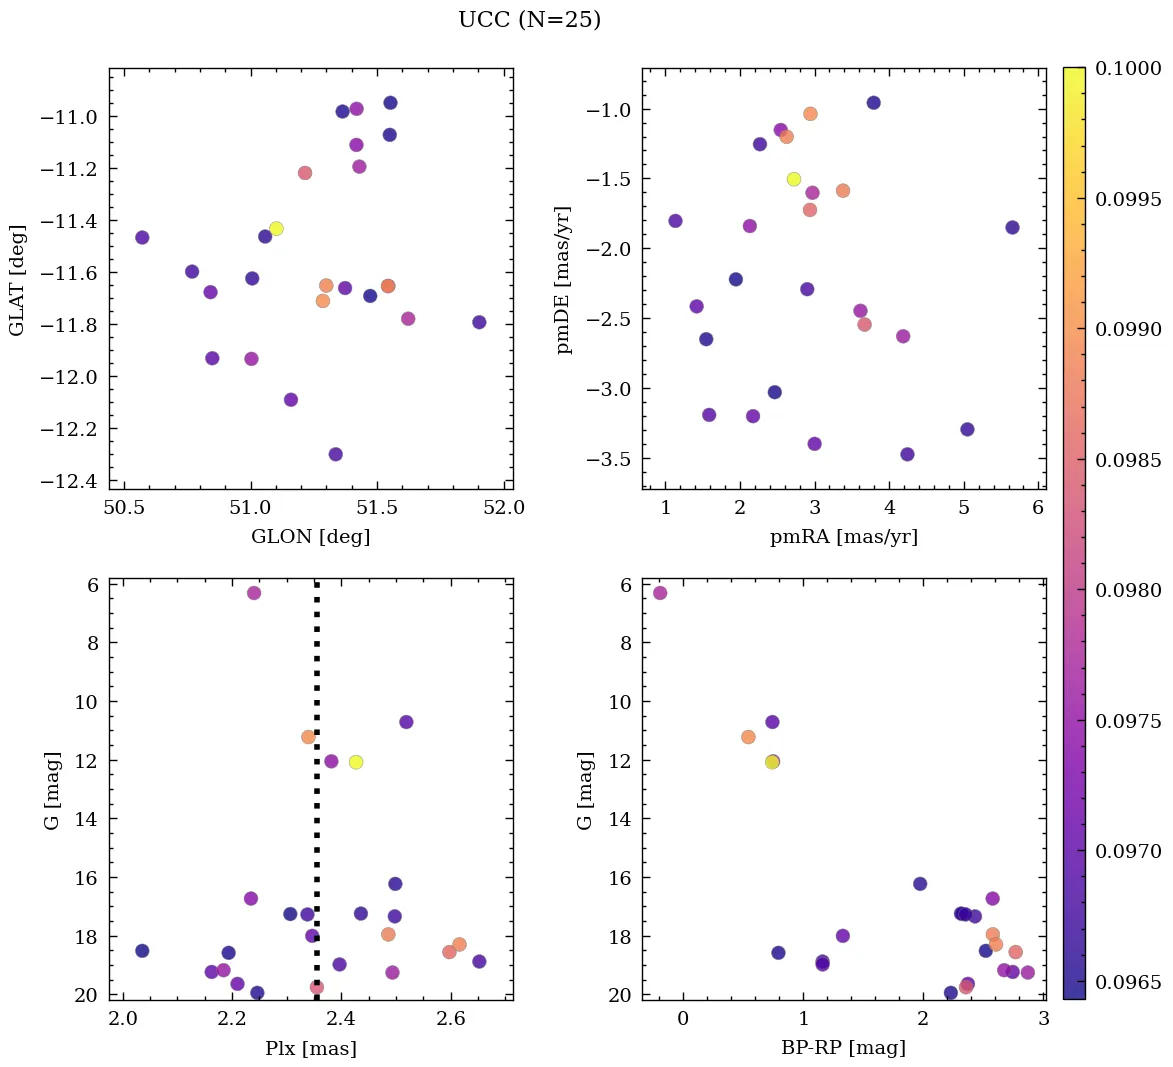 UCC (N=25)
−11.0
−11.2
−11.4
−11.6
−11.8
−12.0
−12.2
−12.4
GLAT [deg]
50.5 51.0 51.5 52.0
GLON [deg]
−1.0
−1.5
−2.0
−2.5
−3.0
−3.5
pmDE [mas/yr]
1 2 3 4 5 6
pmRA [mas/yr]
6
8
10
12
14
16
18
20
G [mag]
2.0 2.2 2.4 2.6
Plx [mas]
6
8
10
12
14
16
18
20
G [mag]
0 1 2 3
BP-RP [mag]
0.1000
0.0995
0.0990
0.0985
0.0980
0.0975
0.0970
0.0965